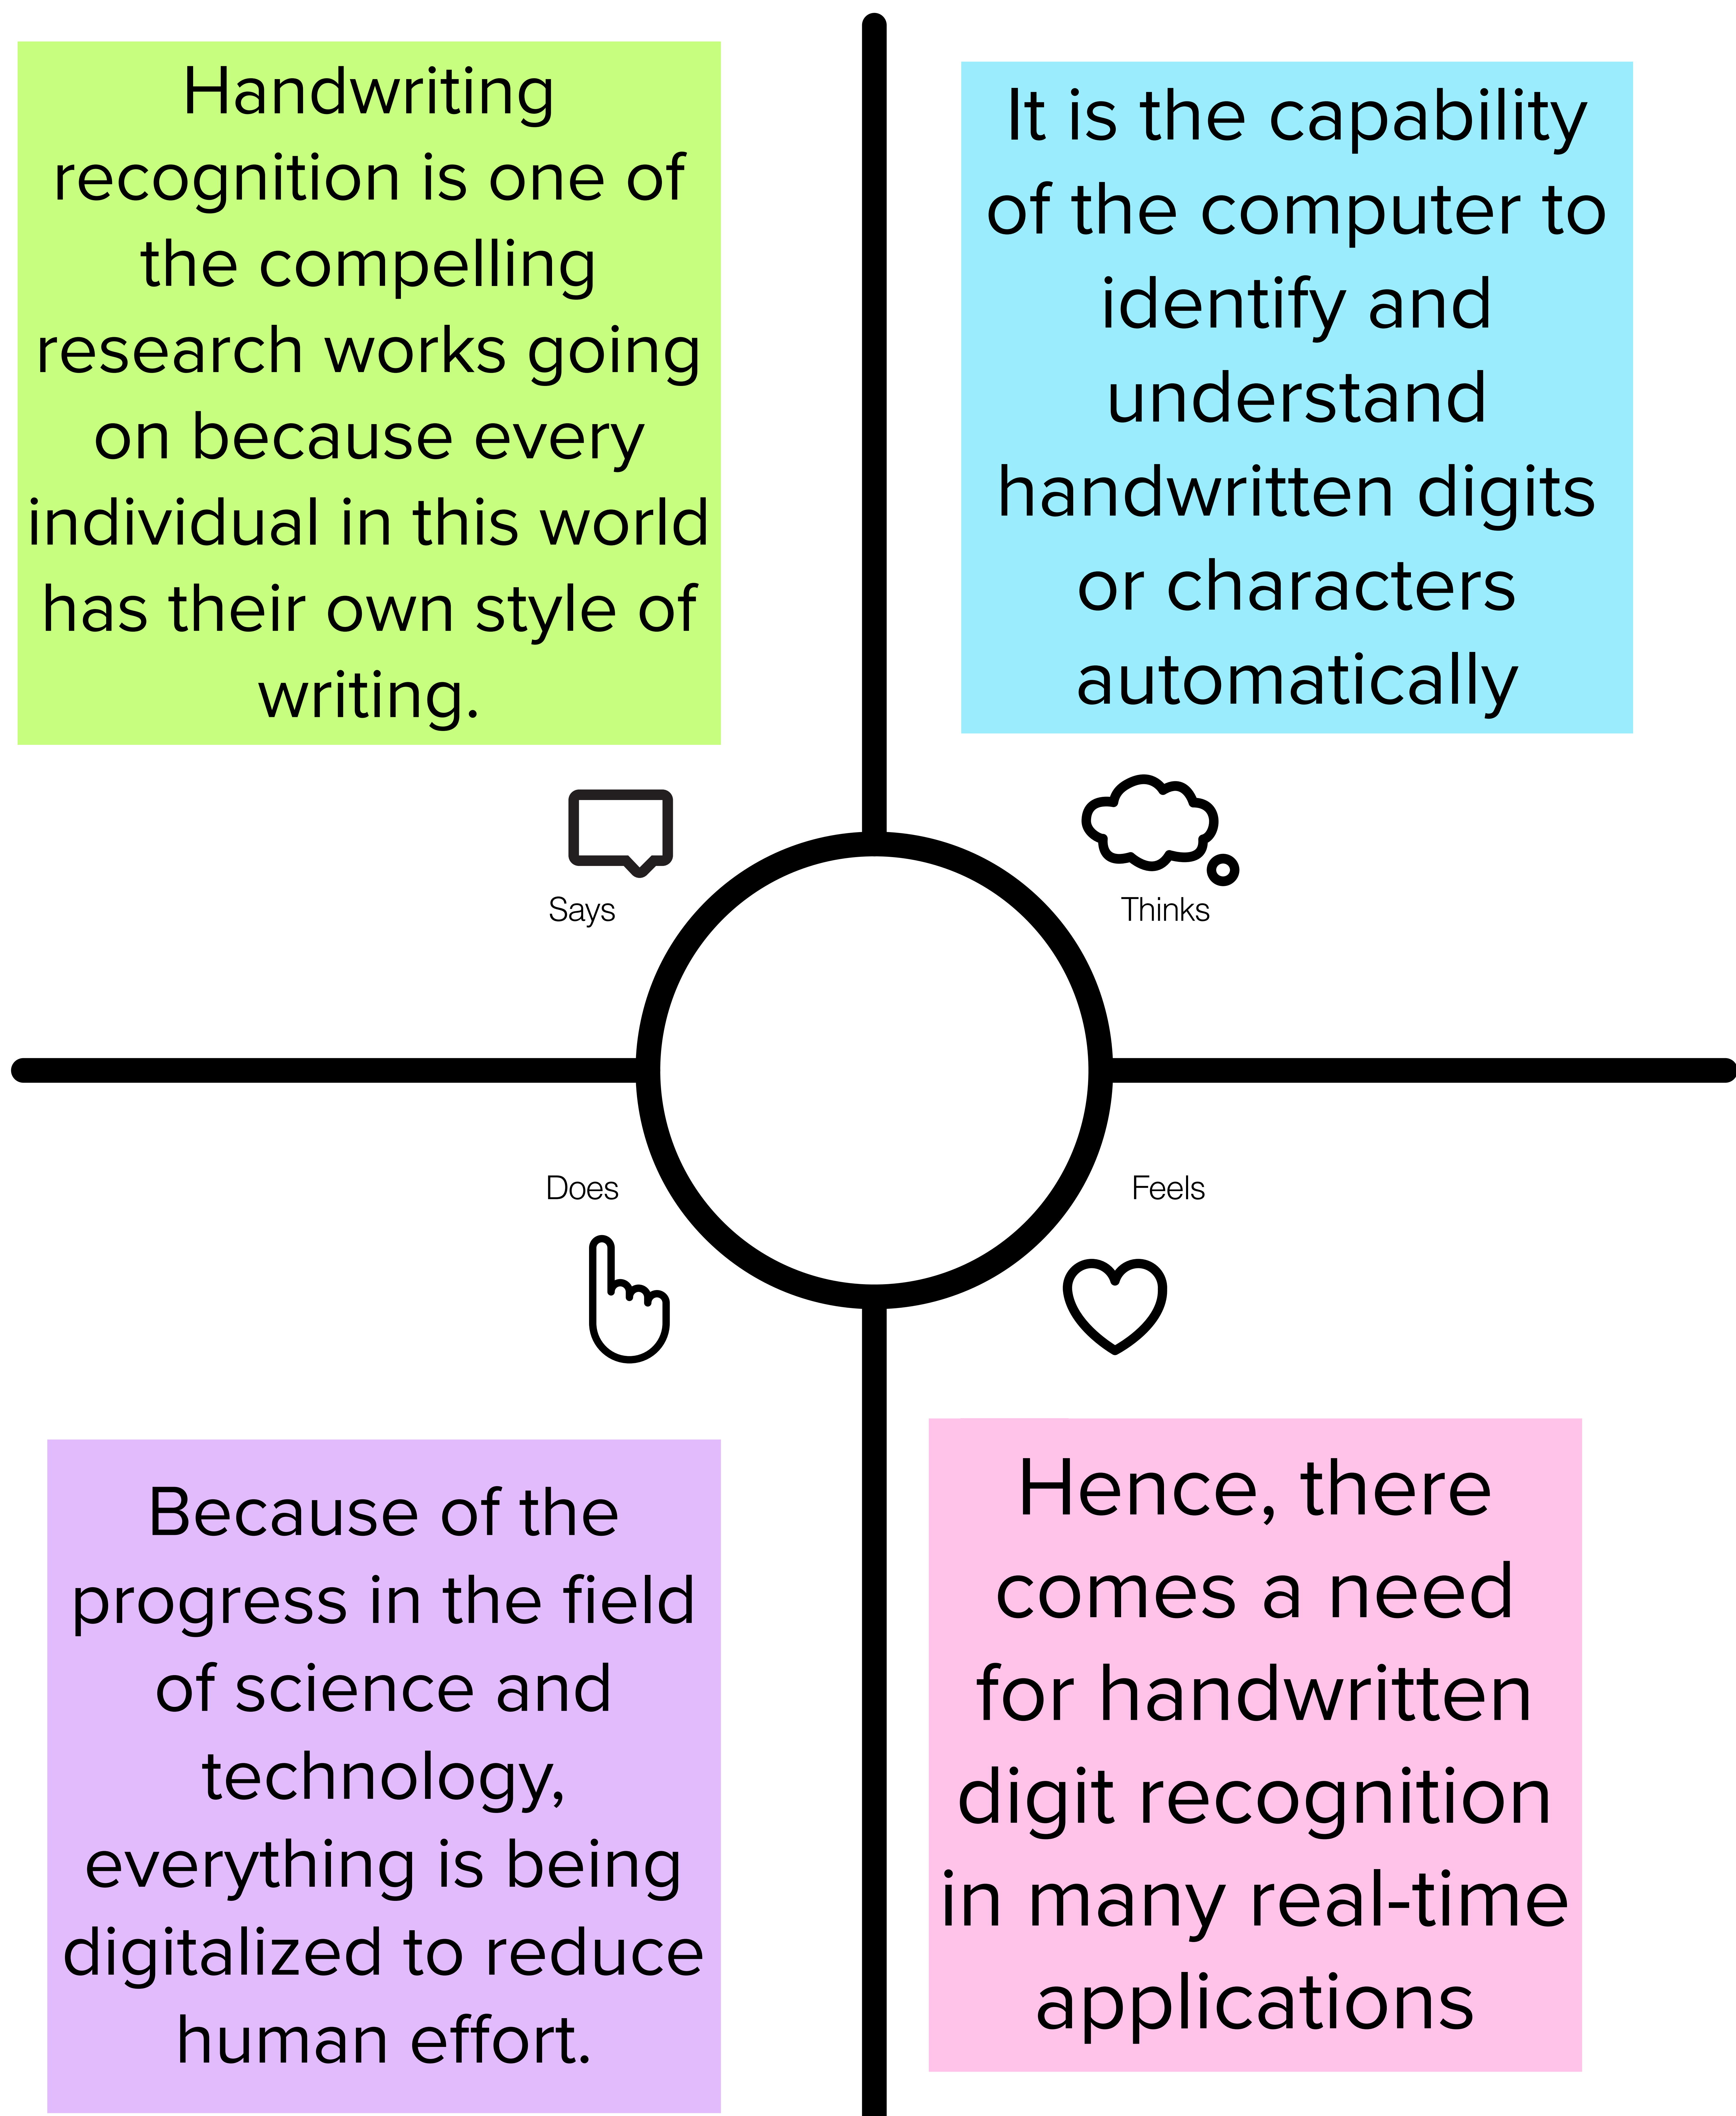 Handwriting
recognition is one of
the compelling
research works going
on because every
individual in this world
has their own style of
writing.
It is the capability
of the computer to
identify and
understand
handwritten digits
or characters
automatically
Says
Thinks
Does
Feels
Because of the
progress in the field
of science and
technology,
everything is being
digitalized to reduce
human effort.
Hence, there
comes a need
for handwritten
digit recognition
in many real-time
applications